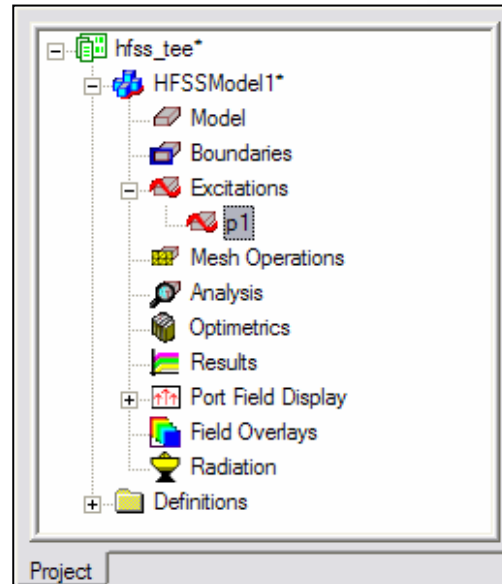 hfss_tee*
HFSSModel1*
Model
Boundaries
Excitations
p1
Mesh Operations
Analysis
Optimetrics
Results
Port Field Display
Field Overlays
Radiation
Definitions
Project